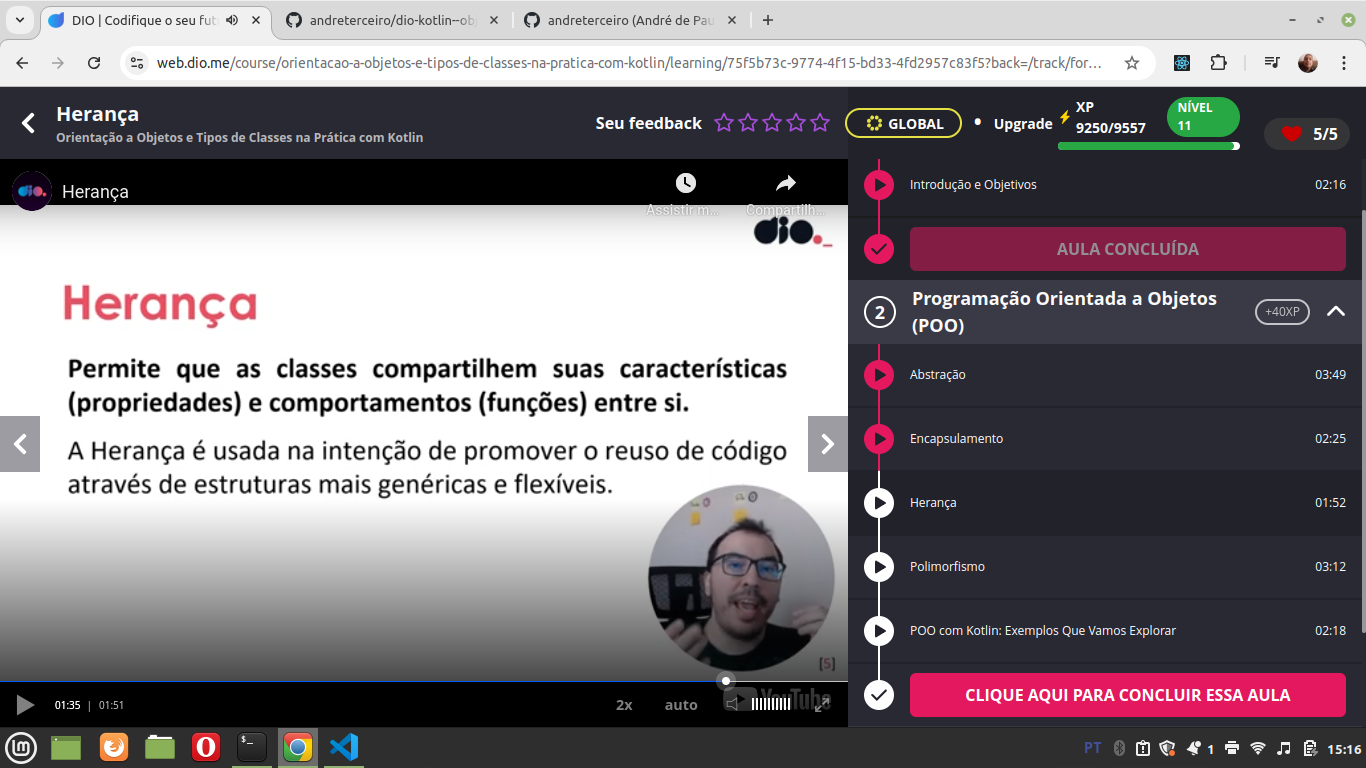 DIO | Codifique o seu fut
andreterceiro/dio-kotlin--obj
andreterceiro (André de Pau
web.dio.me/course/orientacao-a-objetos-e-tipos-de-classes-na-pratica-com-kotlin/learning/75f5b73c-9774-4f15-bd33-4fd2957c83f5?back=/track/for...
Herança
Orientação a Objetos e Tipos de Classes na Prática com Kotlin
Seu feedback
GLOBAL
Upgrade
XP
9250/9557
NÍVEL
11
5/5
dio.
Herança
Assistir m...
Compartilh...
dio._
Herança
Permite que as classes compartilhem suas características
(propriedades) e comportamentos (funções) entre si.
A Herança é usada na intenção de promover o reuso de código
através de estruturas mais genéricas e flexíveis.
[5]
YouTube
01:35 | 01:51
2x
auto
Introdução e Objetivos
02:16
AULA CONCLUÍDA
2
Programação Orientada a Objetos
(POO)
+40XP
Abstração
03:49
Encapsulamento
02:25
Herança
01:52
Polimorfismo
03:12
POO com Kotlin: Exemplos Que Vamos Explorar
02:18
CLIQUE AQUI PARA CONCLUIR ESSA AULA
PT
1
15:16